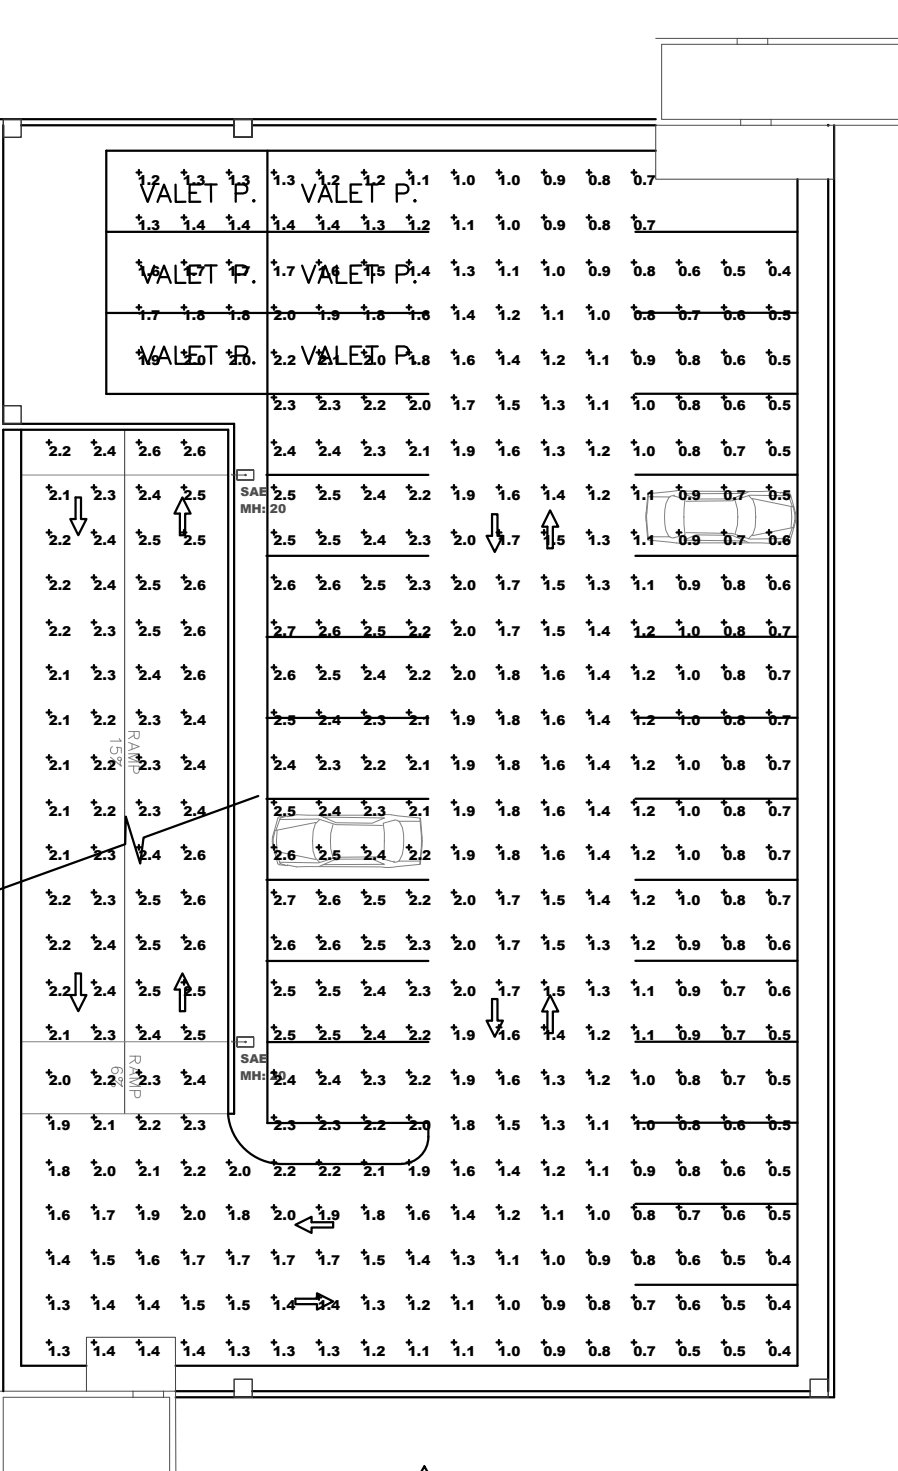 1.2 1.3 1.3 1.3 1.2 1.2 1.1 1.0 1.0 0.9 0.8 0.7
VALET P. VALET P.
1.3 1.4 1.4 1.4 1.4 1.3 1.2 1.1 1.0 0.9 0.8 0.7
1.6 1.7 1.7 1.7 1.6 1.5 1.4 1.3 1.1 1.0 0.9 0.8 0.6 0.5 0.4
VALET P. VALET P.
1.7 1.8 1.8 2.0 1.9 1.8 1.6 1.4 1.2 1.1 1.0 0.8 0.7 0.6 0.5
1.9 2.0 2.0 2.2 2.1 2.0 1.8 1.6 1.4 1.2 1.1 0.9 0.8 0.6 0.5
VALET P. VALET P.
2.3 2.3 2.2 2.0 1.7 1.5 1.3 1.1 1.0 0.8 0.6 0.5
2.2 2.4 2.6 2.6 2.4 2.4 2.3 2.1 1.9 1.6 1.3 1.2 1.0 0.8 0.7 0.5
2.1 2.3 2.4 2.5 2.5 2.5 2.4 2.2 1.9 1.6 1.4 1.2 1.1 0.9 0.7 0.5
SAE
MH: 20
2.2 2.4 2.5 2.5 2.5 2.5 2.4 2.3 2.0 1.7 1.5 1.3 1.1 0.9 0.7 0.6
2.2 2.4 2.5 2.6 2.6 2.6 2.5 2.3 2.0 1.7 1.5 1.3 1.1 0.9 0.8 0.6
2.2 2.3 2.5 2.6 2.7 2.6 2.5 2.2 2.0 1.7 1.5 1.4 1.2 1.0 0.8 0.7
2.1 2.3 2.4 2.6 2.6 2.5 2.4 2.2 2.0 1.8 1.6 1.4 1.2 1.0 0.8 0.7
2.1 2.2 2.3 2.4 2.5 2.4 2.3 2.1 1.9 1.8 1.6 1.4 1.2 1.0 0.8 0.7
RAMP
15%
2.1 2.2 2.3 2.4 2.4 2.3 2.2 2.1 1.9 1.8 1.6 1.4 1.2 1.0 0.8 0.7
2.1 2.2 2.3 2.4 2.5 2.4 2.3 2.1 1.9 1.8 1.6 1.4 1.2 1.0 0.8 0.7
2.1 2.3 2.4 2.6 2.6 2.5 2.4 2.2 1.9 1.8 1.6 1.4 1.2 1.0 0.8 0.7
2.2 2.3 2.5 2.6 2.7 2.6 2.5 2.2 2.0 1.7 1.5 1.4 1.2 1.0 0.8 0.7
2.2 2.4 2.5 2.6 2.6 2.6 2.5 2.3 2.0 1.7 1.5 1.3 1.2 0.9 0.8 0.6
2.2 2.4 2.5 2.5 2.5 2.5 2.4 2.3 2.0 1.7 1.5 1.3 1.1 0.9 0.7 0.6
2.1 2.3 2.4 2.5 2.5 2.5 2.4 2.2 1.9 1.6 1.4 1.2 1.1 0.9 0.7 0.5
SAE
MH: 20
RAMP
6%
2.0 2.2 2.3 2.4 2.4 2.4 2.3 2.2 1.9 1.6 1.3 1.2 1.0 0.8 0.7 0.5
1.9 2.1 2.2 2.3 2.3 2.3 2.2 2.0 1.8 1.5 1.3 1.1 1.0 0.8 0.6 0.5
1.8 2.0 2.1 2.2 2.0 2.2 2.2 2.1 1.9 1.6 1.4 1.2 1.1 0.9 0.8 0.6 0.5
1.6 1.7 1.9 2.0 1.8 2.0 1.9 1.8 1.6 1.4 1.2 1.1 1.0 0.8 0.7 0.6 0.5
1.4 1.5 1.6 1.7 1.7 1.7 1.7 1.5 1.4 1.3 1.1 1.0 0.9 0.8 0.6 0.5 0.4
1.3 1.4 1.4 1.5 1.5 1.4 1.4 1.3 1.2 1.1 1.0 0.9 0.8 0.7 0.6 0.5 0.4
1.3 1.4 1.4 1.4 1.3 1.3 1.3 1.2 1.1 1.1 1.0 0.9 0.8 0.7 0.5 0.5 0.4